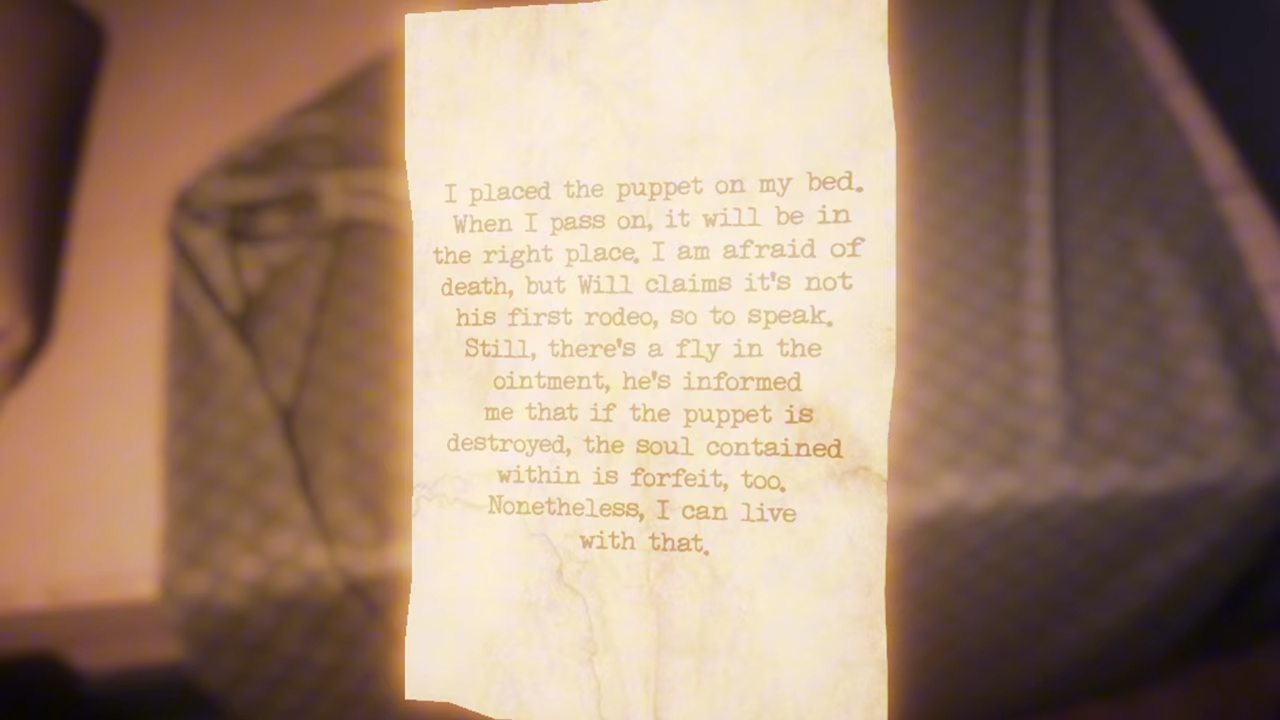 I placed the puppet on my bed.
When I pass on, it will be in
the right place. I am afraid of
death, but Will claims it's not
his first rodeo, so to speak.
Still, there's a fly in the
ointment, he's informed
me that if the puppet is
destroyed, the soul contained
within is forfeit, too.
Nonetheless, I can live
with that.